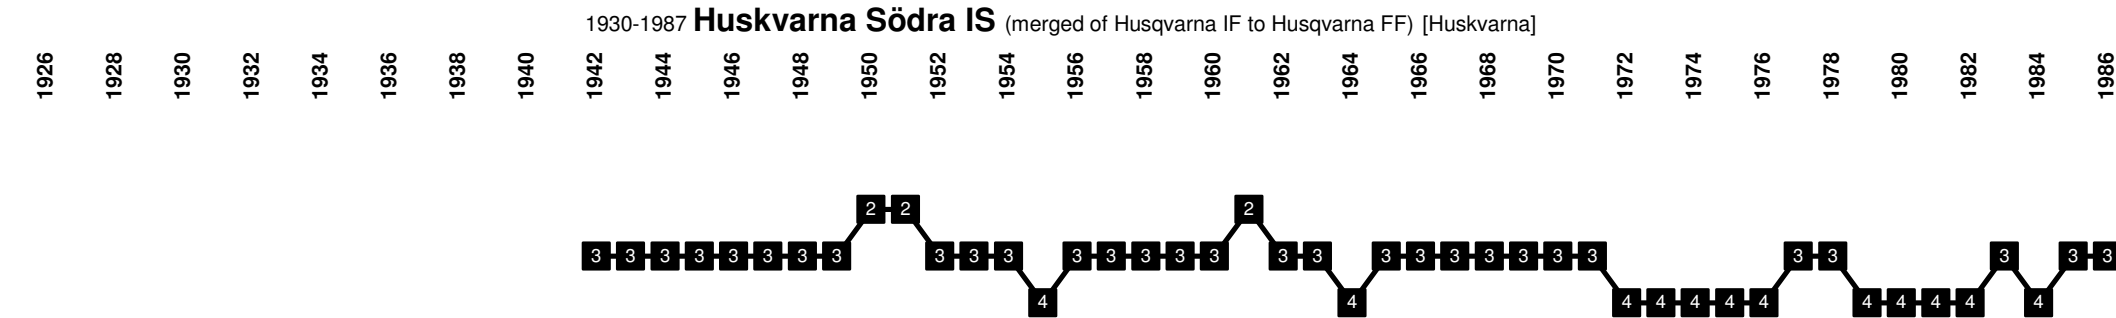 1930-1987 Huskvarna Södra IS (merged of Husqvarna IF to Husqvarna FF) [Huskvarna]
1926 1928 1930 1932 1934 1936 1938 1940 1942 1944 1946 1948 1950 1952 1954 1956 1958 1960 1962 1964 1966 1968 1970 1972 1974 1976 1978 1980 1982 1984 1986
2 2 2
3 3 3 3 3 3 3 3 3 3 3 3 3 3 3 3 3 3 3 3 3 3 3 3 3 3 3 3 3 3
4 4 4 4 4 4 4 4 4 4 4 4